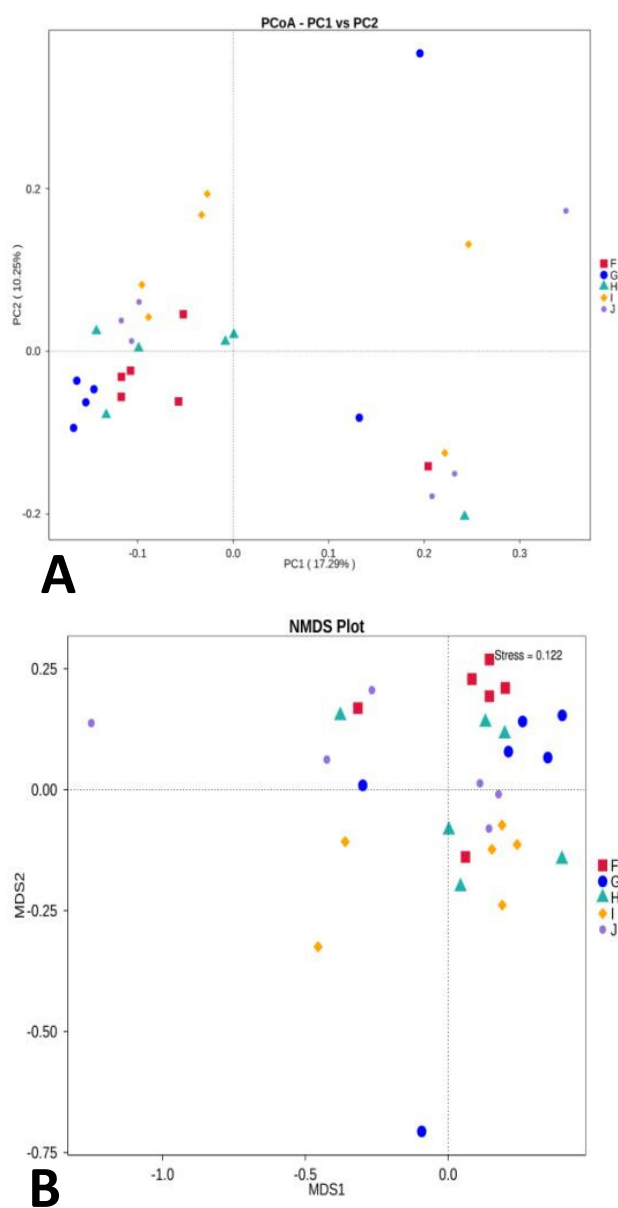 PCoA - PC1 vs PC2
PC2 ( 10.25% )
0.2
0.0
-0.2
-0.1
0.0
0.1
0.2
0.3
PC1 ( 17.29% )
F
G
H
I
J
A
NMDS Plot
Stress = 0.122
MDS2
0.25
0.00
-0.25
-0.50
-0.75
-1.0
-0.5
0.0
MDS1
F
G
H
I
J
B